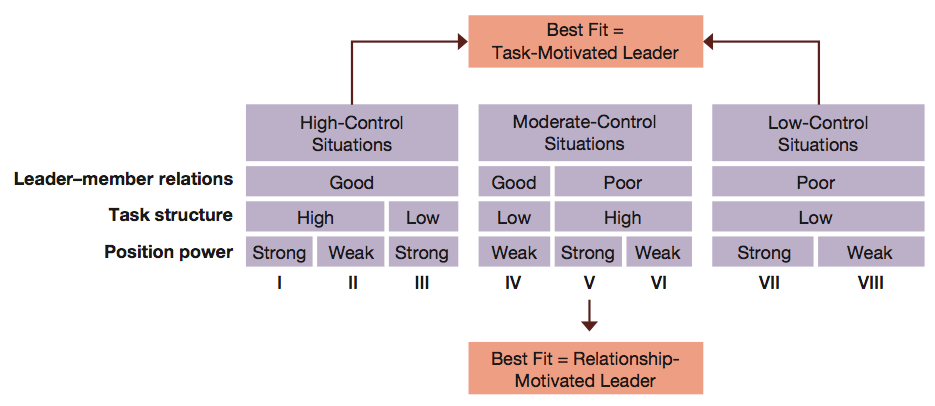 Best Fit =
Task-Motivated Leader
High-Control
Situations
Moderate-Control
Situations
Low-Control
Situations
Leader–member relations Good Good Poor Poor
Task structure High Low Low High Low
Position power Strong Weak Strong Weak Strong Weak Strong Weak
I II III IV V VI VII VIII
Best Fit = Relationship-
Motivated Leader